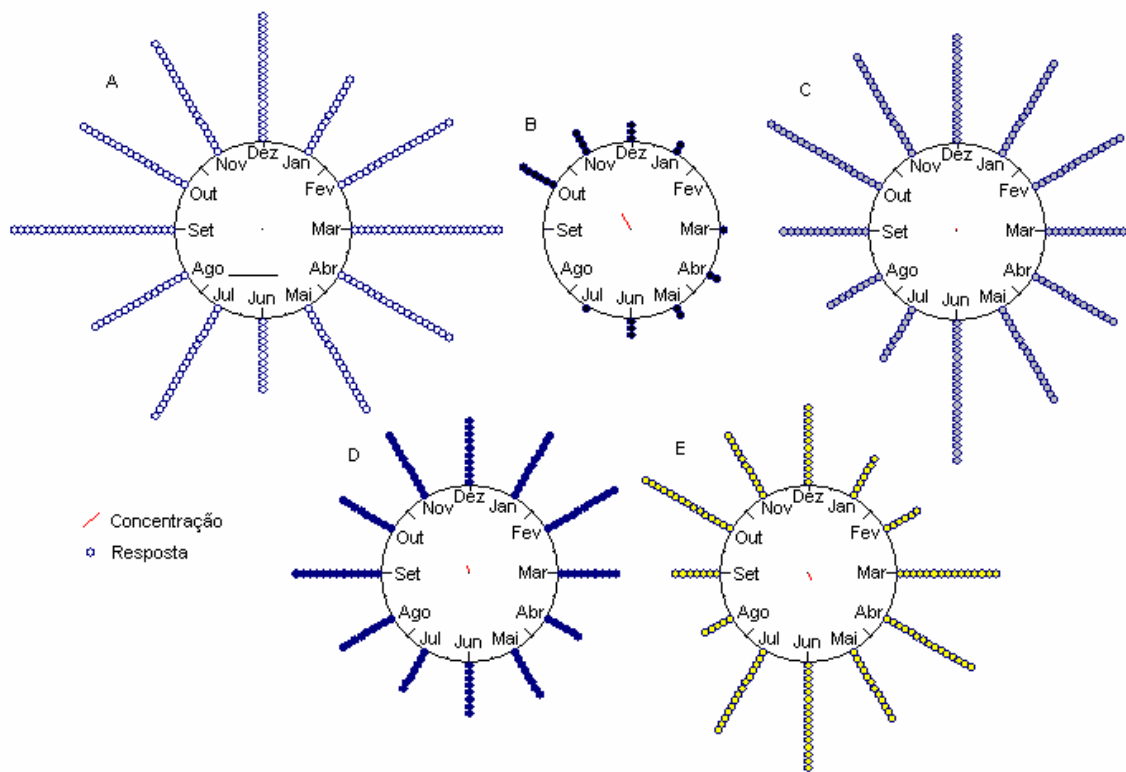 A
Dez
Jan
Fev
Mar
Abr
Mai
Jun
Jul
Ago
Set
Out
Nov
B
Dez
Jan
Fev
Mar
Abr
Mai
Jun
Jul
Ago
Set
Out
Nov
C
Dez
Jan
Fev
Mar
Abr
Mai
Jun
Jul
Ago
Set
Out
Nov
D
Dez
Jan
Fev
Mar
Abr
Mai
Jun
Jul
Ago
Set
Out
Nov
E
Dez
Jan
Fev
Mar
Abr
Mai
Jun
Jul
Ago
Set
Out
Nov
Concentração
Resposta